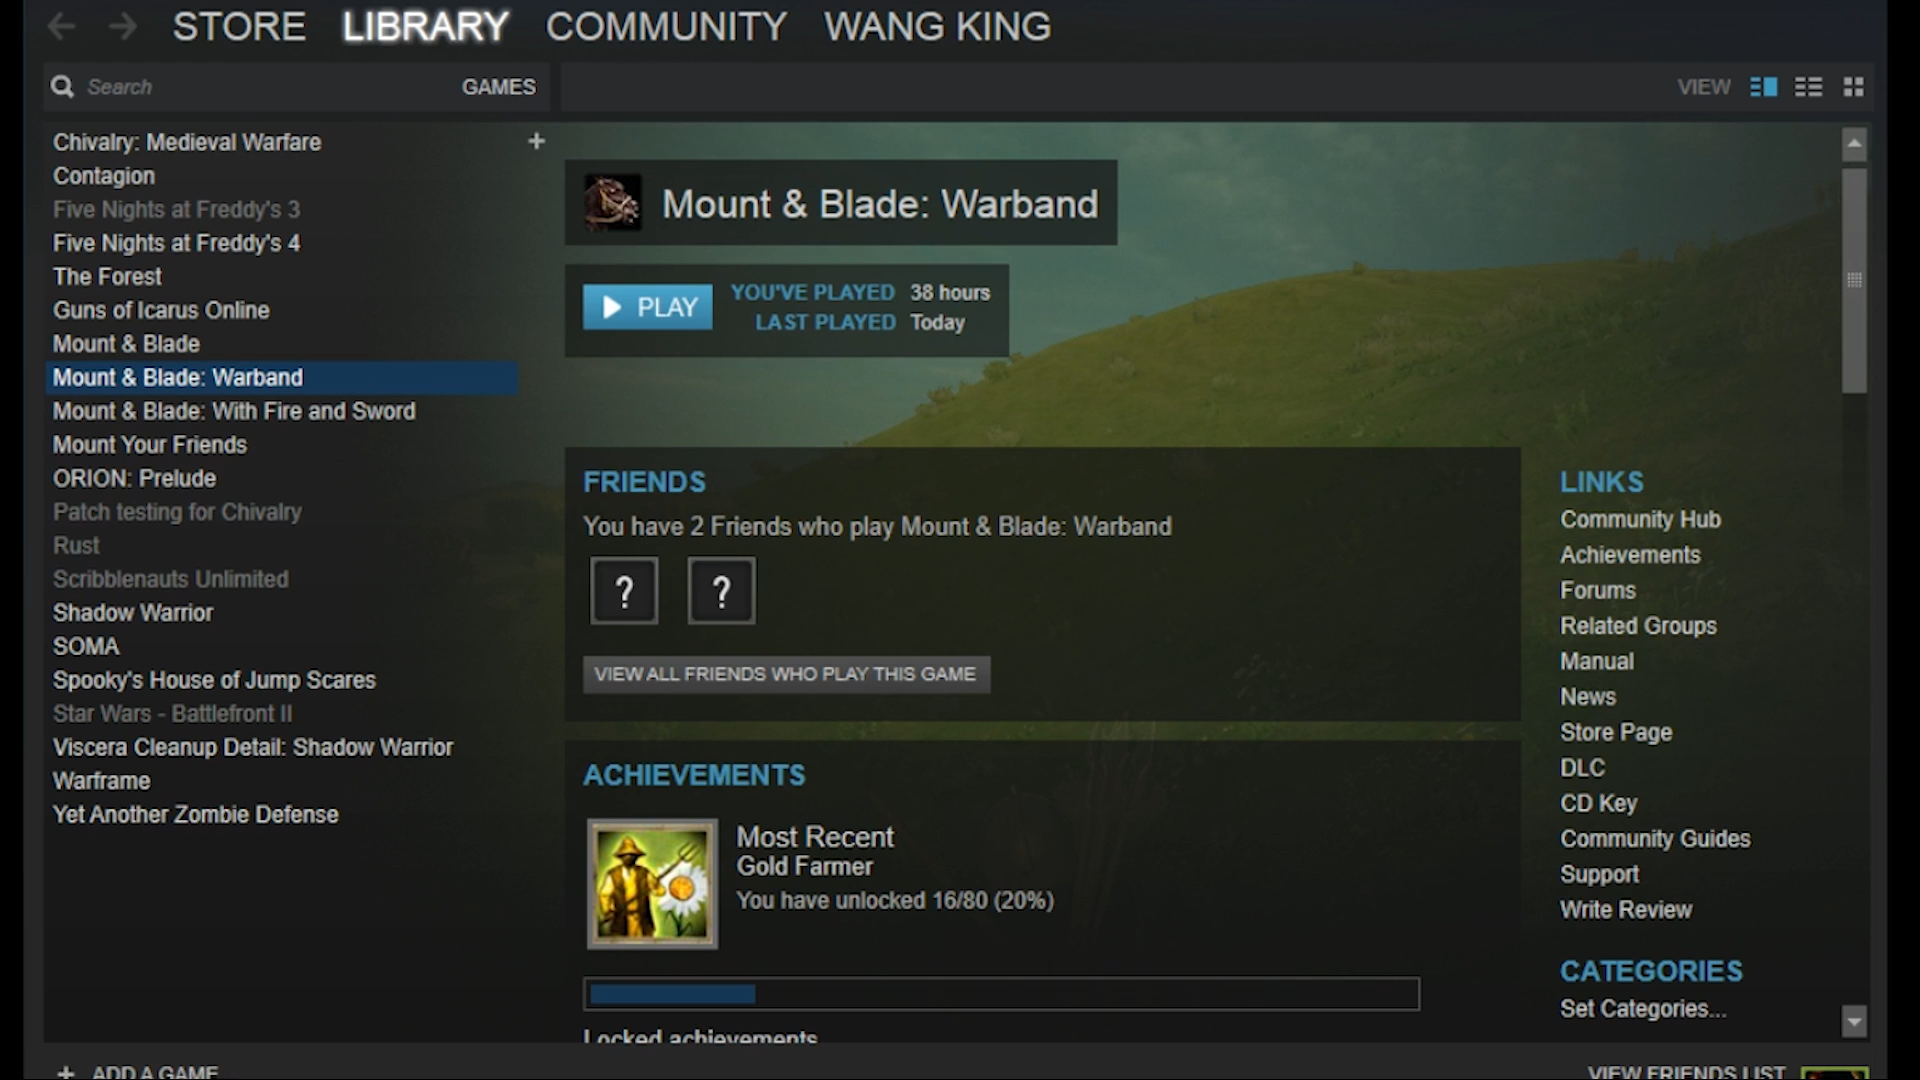 STORE LIBRARY COMMUNITY WANG KING
Search GAMES
VIEW
Chivalry: Medieval Warfare +
Contagion
Five Nights at Freddy's 3
Five Nights at Freddy's 4
The Forest
Guns of Icarus Online
Mount & Blade
Mount & Blade: Warband
Mount & Blade: With Fire and Sword
Mount Your Friends
ORION: Prelude
Patch testing for Chivalry
Rust
Scribblenauts Unlimited
Shadow Warrior
SOMA
Spooky's House of Jump Scares
Star Wars - Battlefront II
Viscera Cleanup Detail: Shadow Warrior
Warframe
Yet Another Zombie Defense
Mount & Blade: Warband
PLAY
YOU'VE PLAYED 38 hours
LAST PLAYED Today
FRIENDS
You have 2 Friends who play Mount & Blade: Warband
? ?
VIEW ALL FRIENDS WHO PLAY THIS GAME
ACHIEVEMENTS
Most Recent
Gold Farmer
You have unlocked 16/80 (20%)
Locked achievements
LINKS
Community Hub
Achievements
Forums
Related Groups
Manual
News
Store Page
DLC
CD Key
Community Guides
Support
Write Review
CATEGORIES
Set Categories...
+ ADD A GAME
VIEW FRIENDS LIST